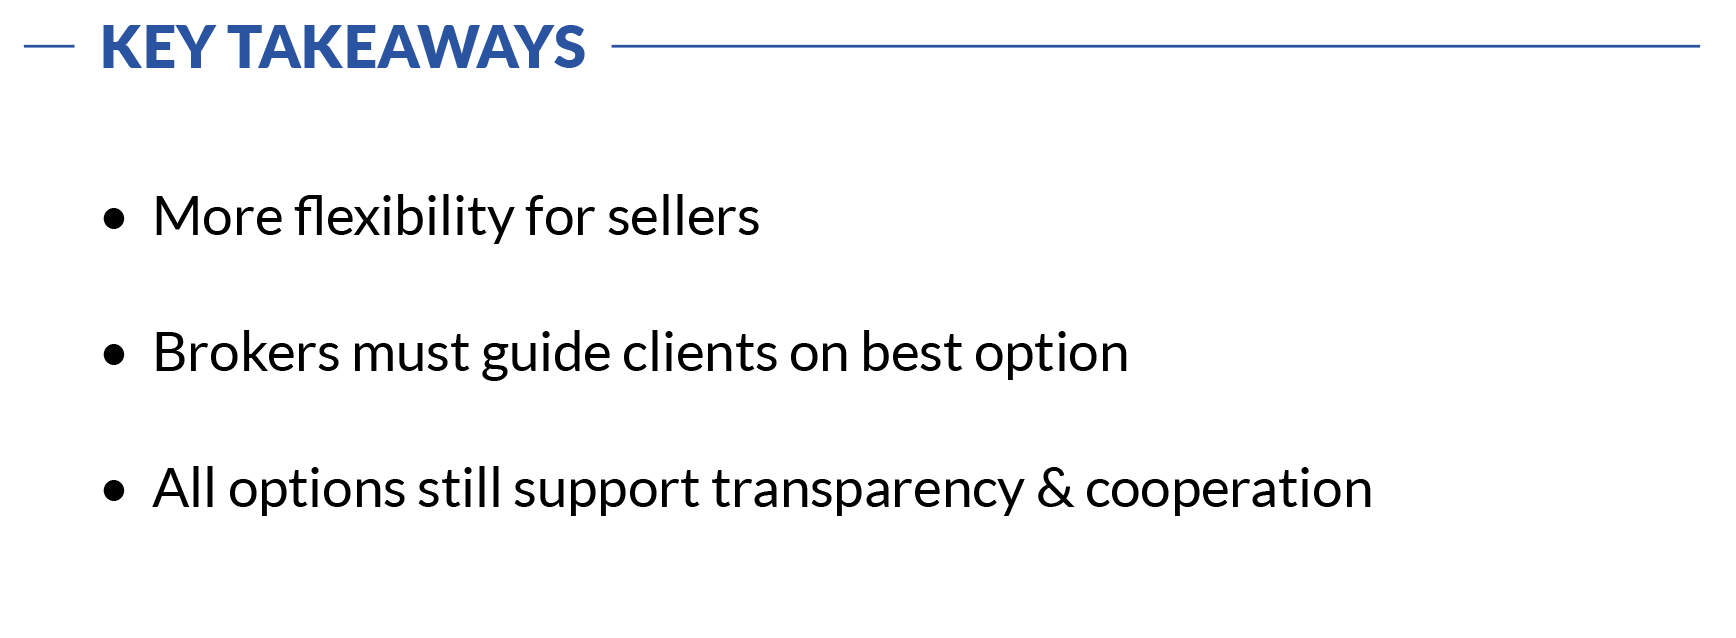 KEY TAKEAWAYS
• More flexibility for sellers
• Brokers must guide clients on best option
• All options still support transparency & cooperation